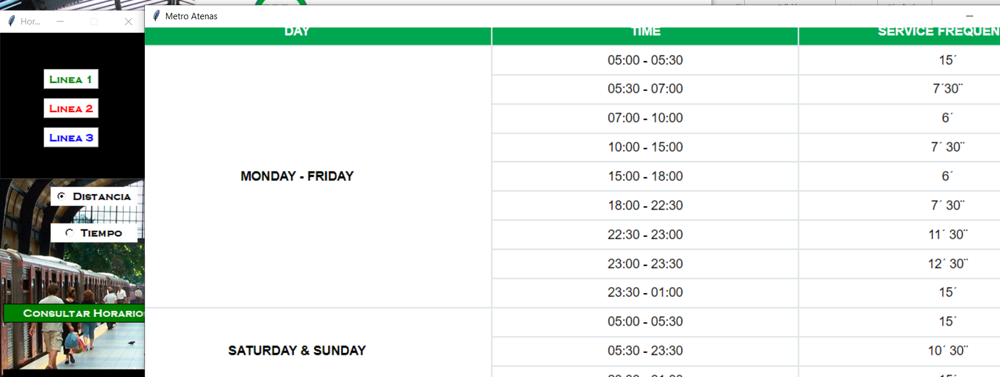 Hor...
Metro Atenas
Linea 1
Linea 2
Linea 3
Distancia
Tiempo
Consultar Horario
DAY TIME SERVICE FREQUEN
MONDAY - FRIDAY
05:00 - 05:30 15´
05:30 - 07:00 7´30¨
07:00 - 10:00 6´
10:00 - 15:00 7´ 30¨
15:00 - 18:00 6´
18:00 - 22:30 7´ 30¨
22:30 - 23:00 11´ 30¨
23:00 - 23:30 12´ 30¨
23:30 - 01:00 15´
SATURDAY & SUNDAY
05:00 - 05:30 15´
05:30 - 23:30 10´ 30¨